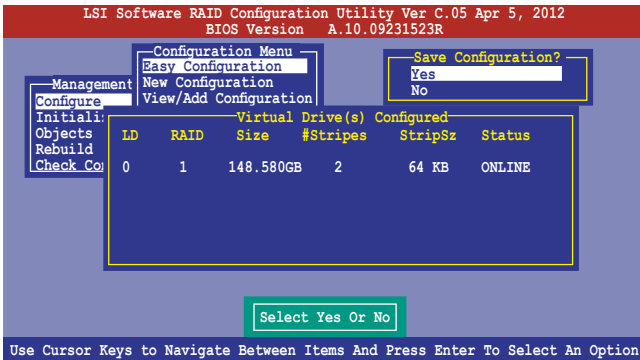 LSI Software RAID Configuration Utility Ver C.05 Apr 5, 2012
BIOS Version A.10.09231523R
Configuration Menu
Easy Configuration
New Configuration
View/Add Configuration
Save Configuration?
Yes
No
Management
Configure
Initiali
Objects
Rebuild
Check Co
Virtual Drive(s) Configured
LD RAID Size #Stripes StripSz Status
0 1 148.580GB 2 64 KB ONLINE
Select Yes Or No
Use Cursor Keys to Navigate Between Items And Press Enter To Select An Option